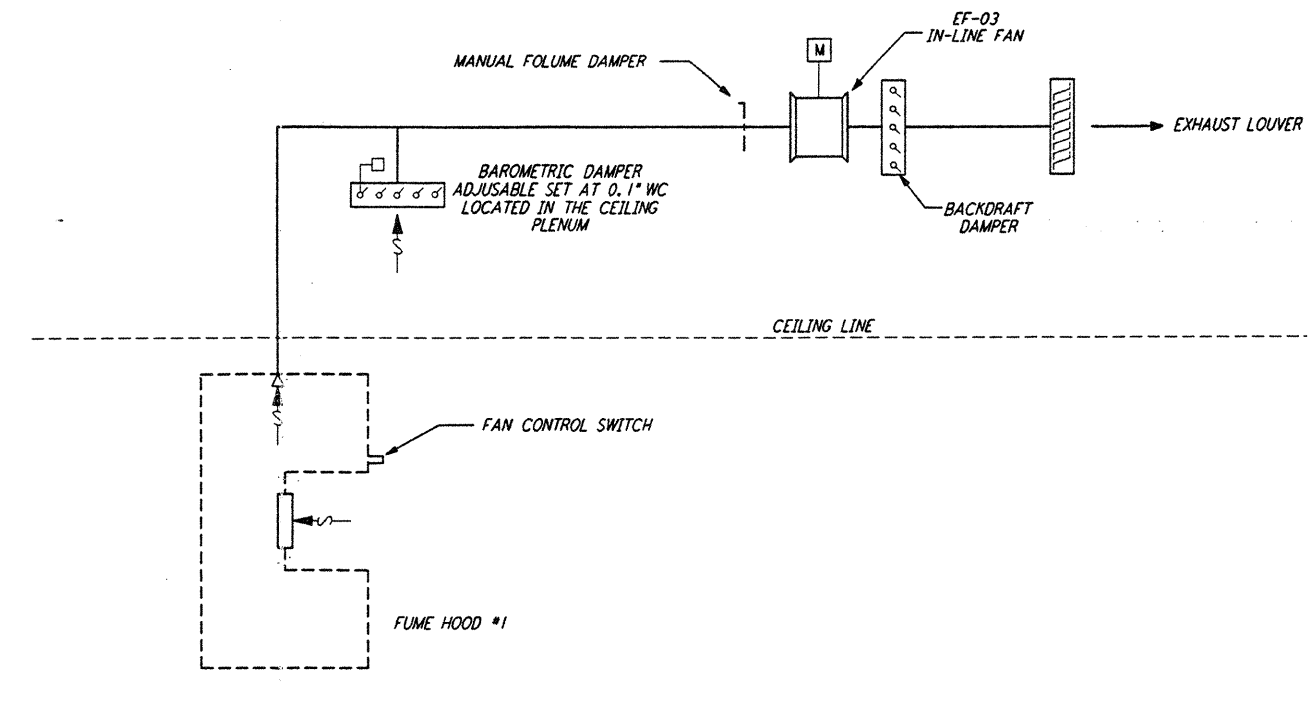 EF-03
IN-LINE FAN
M
MANUAL FOLUME DAMPER
EXHAUST LOUVER
BAROMETRIC DAMPER
ADJUSABLE SET AT 0.1" WC
LOCATED IN THE CEILING
PLENUM
BACKDRAFT
DAMPER
CEILING LINE
FAN CONTROL SWITCH
FUME HOOD #1